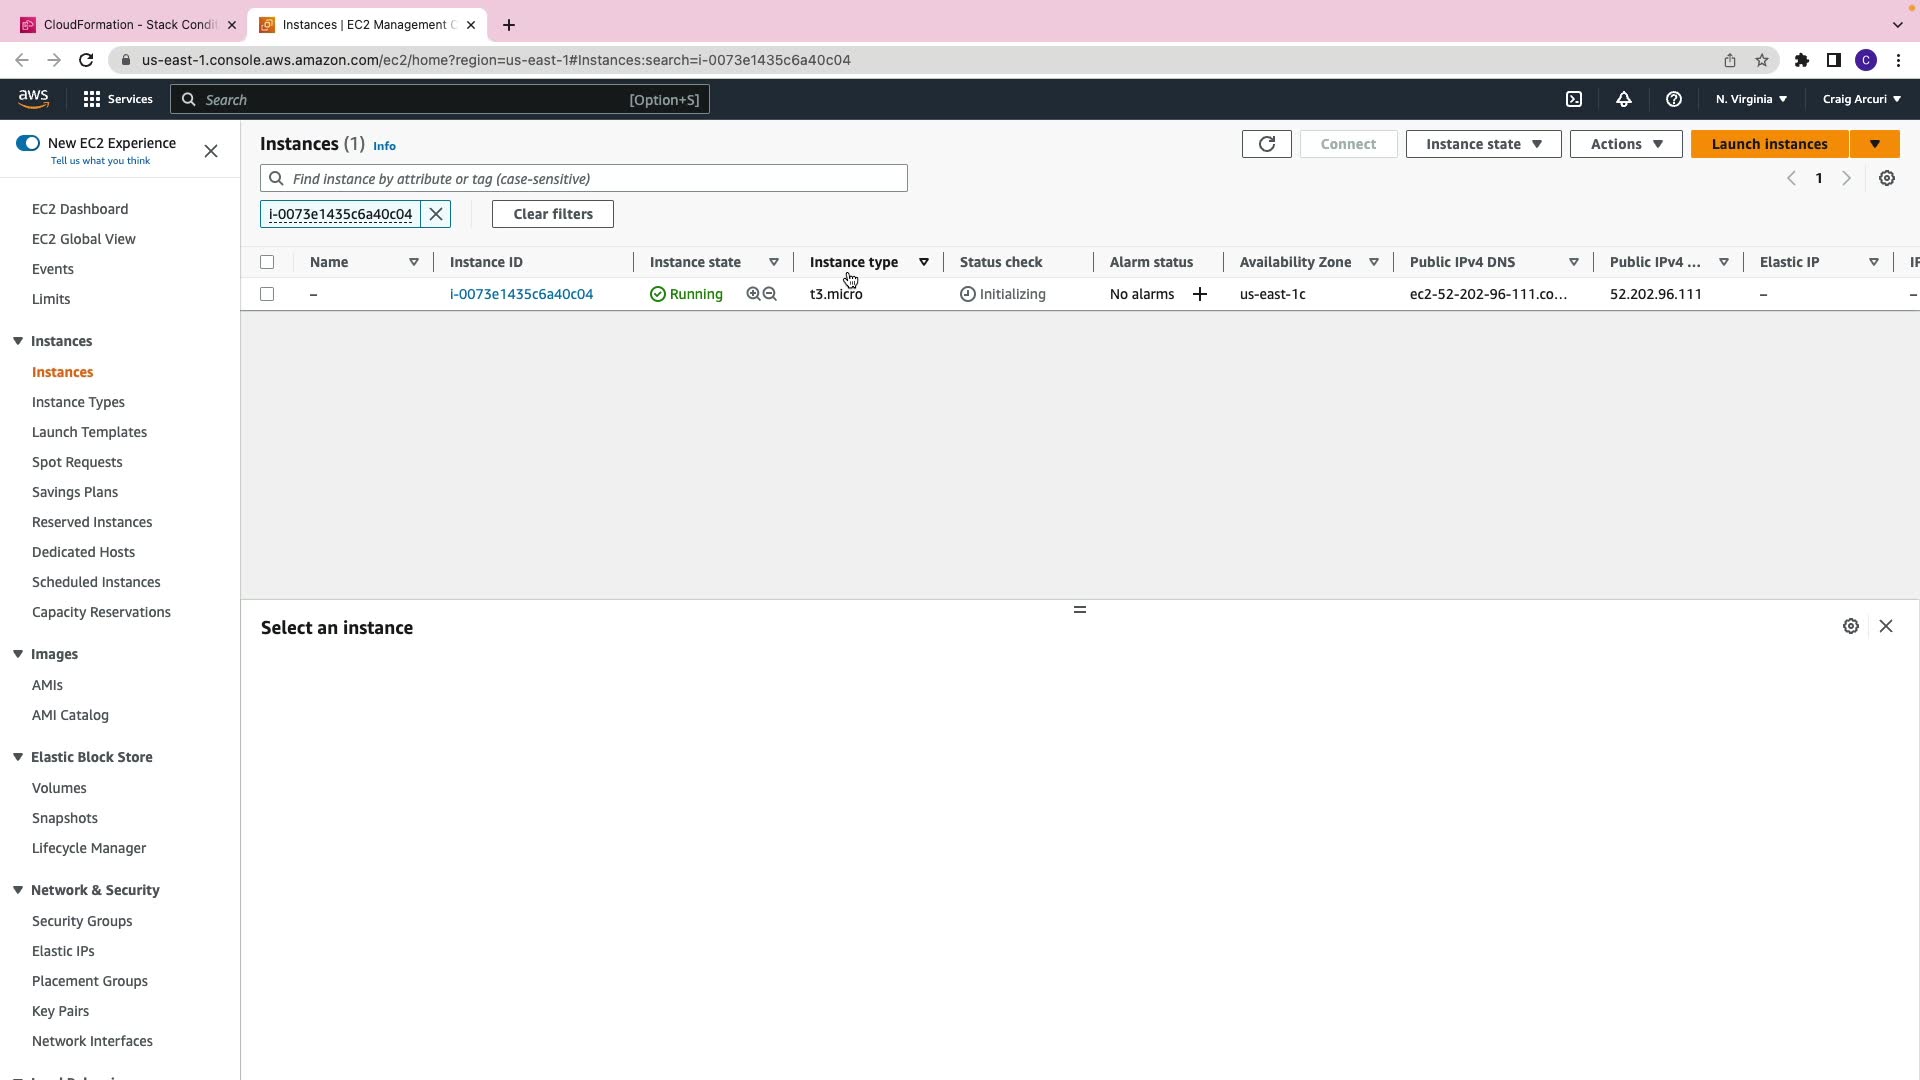 CloudFormation - Stack Condit
Instances | EC2 Management C
us-east-1.console.aws.amazon.com/ec2/home?region=us-east-1#Instances:search=i-0073e1435c6a40c04
C
aws
Services
Search
[Option+S]
N. Virginia
Craig Arcuri
New EC2 Experience
Tell us what you think
EC2 Dashboard
EC2 Global View
Events
Limits
Instances
Instances
Instance Types
Launch Templates
Spot Requests
Savings Plans
Reserved Instances
Dedicated Hosts
Scheduled Instances
Capacity Reservations
Images
AMIs
AMI Catalog
Elastic Block Store
Volumes
Snapshots
Lifecycle Manager
Network & Security
Security Groups
Elastic IPs
Placement Groups
Key Pairs
Network Interfaces
Instances (1) Info
Connect
Instance state
Actions
Launch instances
Find instance by attribute or tag (case-sensitive)
1
i-0073e1435c6a40c04
Clear filters
Name Instance ID Instance state Instance type Status check Alarm status Availability Zone Public IPv4 DNS Public IPv4 ... Elastic IP
– i-0073e1435c6a40c04 Running t3.micro Initializing No alarms + us-east-1c ec2-52-202-96-111.co... 52.202.96.111 – –
Select an instance